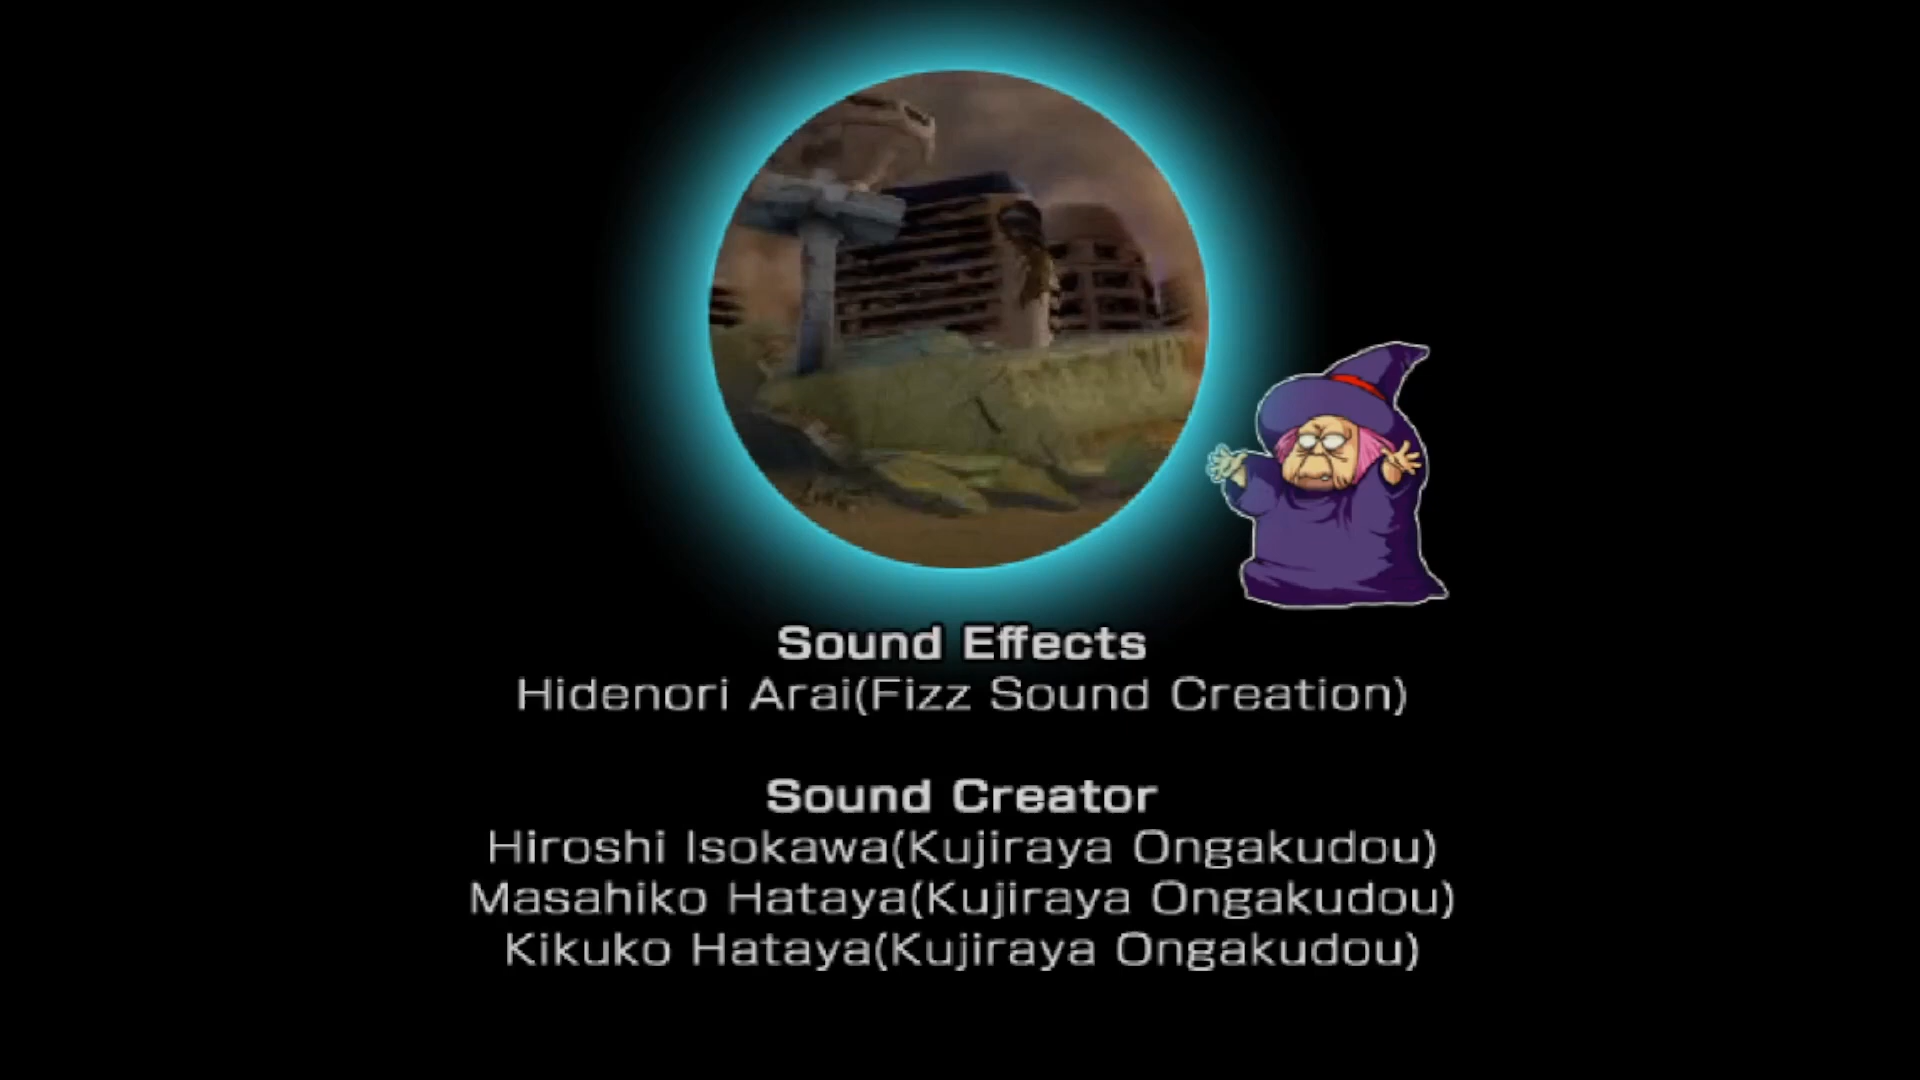 Sound Effects
Hidenori Arai(Fizz Sound Creation)
Sound Creator
Hiroshi Isokawa(Kujiraya Ongakudou)
Masahiko Hataya(Kujiraya Ongakudou)
Kikuko Hataya(Kujiraya Ongakudou)